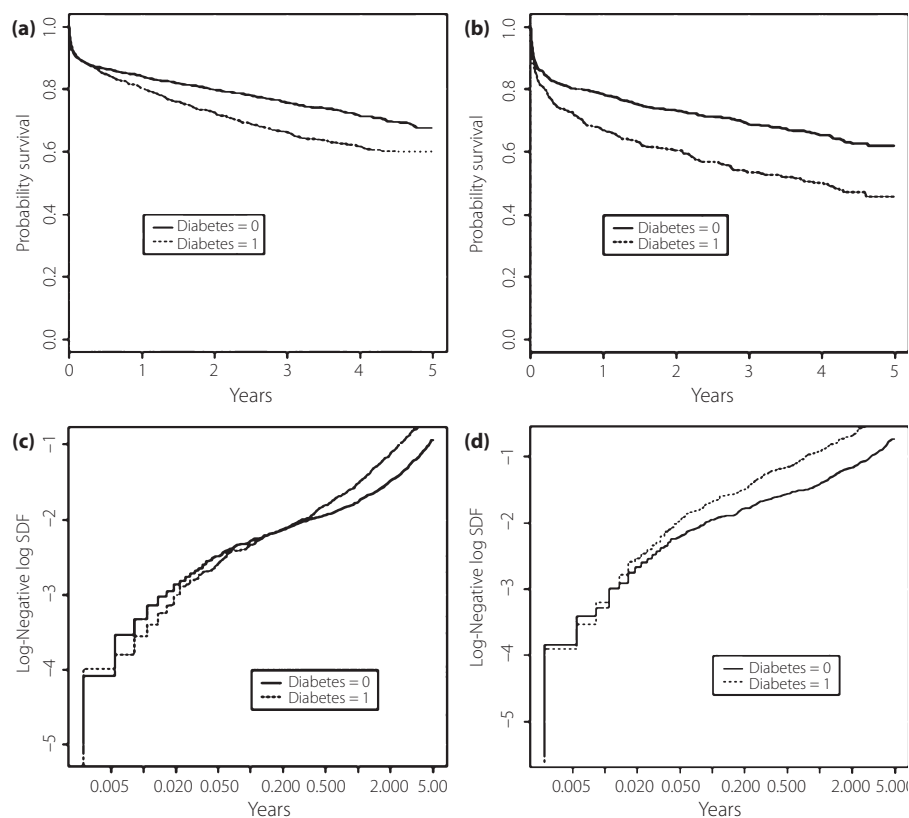 (a)
Probability survival
1.0
0.8
0.6
0.4
0.2
0.0
Diabetes = 0
Diabetes = 1
0 1 2 3 4 5
Years
(b)
Probability survival
1.0
0.8
0.6
0.4
0.2
0.0
Diabetes = 0
Diabetes = 1
0 1 2 3 4 5
Years
(c)
Log-Negative log SDF
-1
-2
-3
-4
-5
Diabetes = 0
Diabetes = 1
0.005 0.020 0.050 0.200 0.500 2.000 5.00
Years
(d)
Log-Negative log SDF
-1
-2
-3
-4
-5
Diabetes = 0
Diabetes = 1
0.005 0.020 0.050 0.200 0.500 2.000 5.000
Years